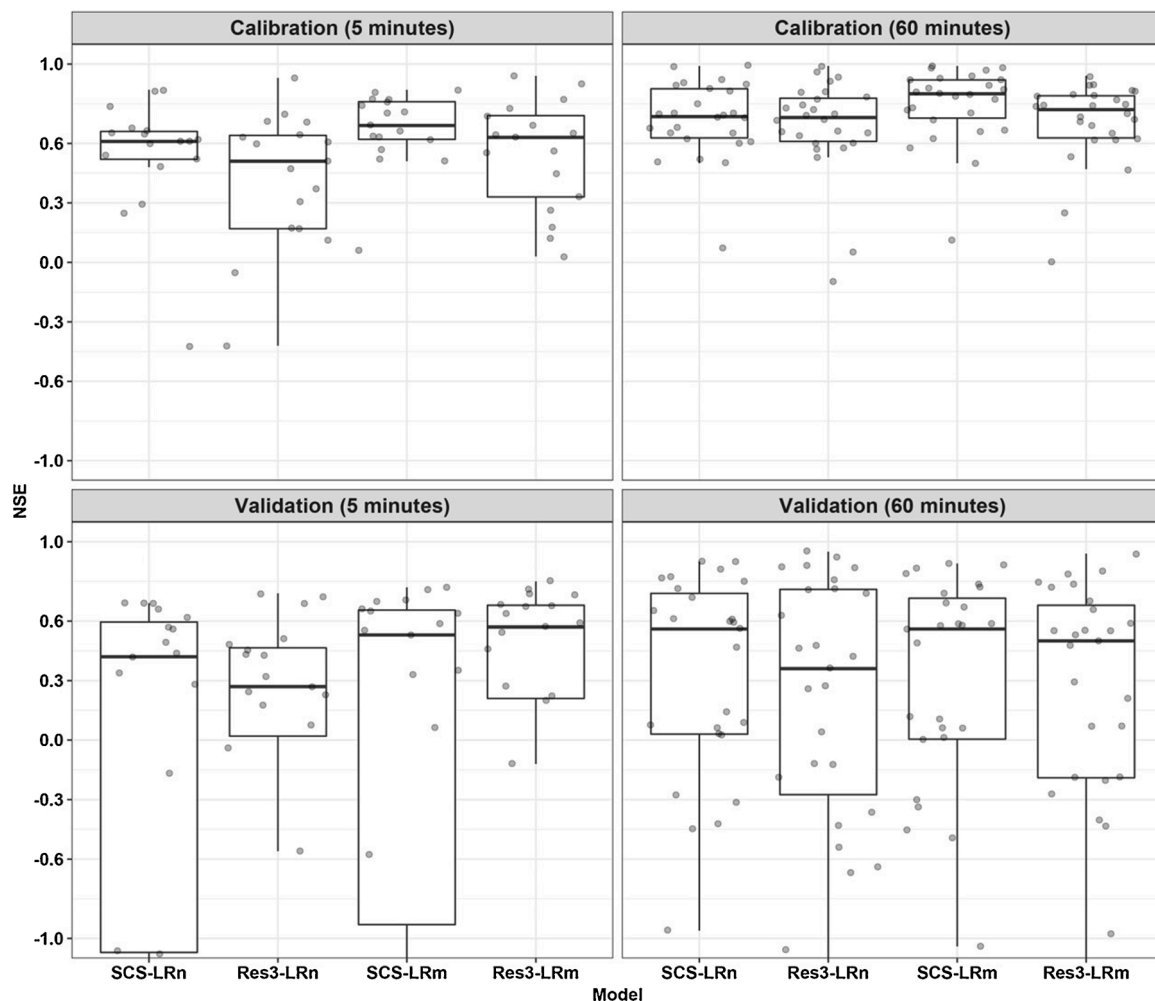 Calibration (5 minutes) Calibration (60 minutes)
1.0
0.6
0.3
0.0
-0.3
-0.6
-1.0
NSE
Validation (5 minutes) Validation (60 minutes)
1.0
0.6
0.3
0.0
-0.3
-0.6
-1.0
SCS-LRn Res3-LRn SCS-LRm Res3-LRm SCS-LRn Res3-LRn SCS-LRm Res3-LRm
Model